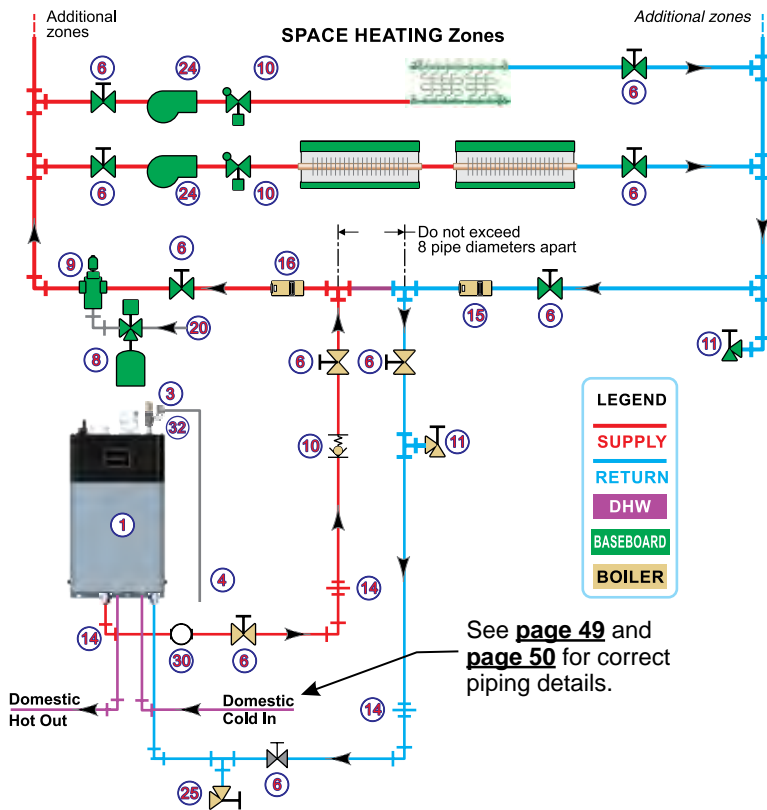 Additional
zones
Additional zones
SPACE HEATING Zones
6
24
10
6
6
24
10
6
Do not exceed
8 pipe diameters apart
9
6
16
15
6
8
20
11
3
32
6
6
10
11
1
4
14
14
30
6
LEGEND
SUPPLY
RETURN
DHW
BASEBOARD
BOILER
See page 49 and
page 50 for correct
piping details.
Domestic
Hot Out
Domestic
Cold In
14
25
6